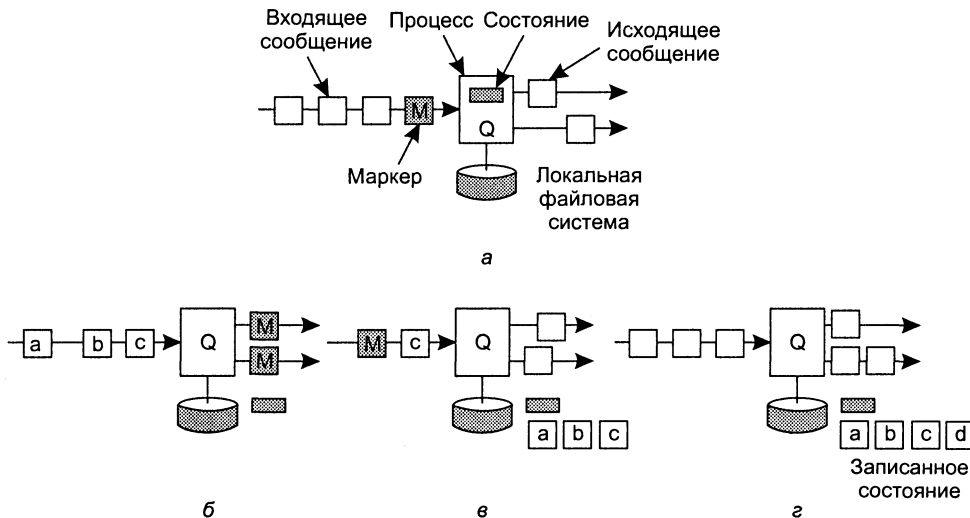 Входящее
сообщение
Процесс
Состояние
Исходящее
сообщение
M
Q
Маркер
Локальная
файловая
система
а
a b c
Q
M
M
б
M c
Q
a b c
в
Q
a b c d
Записанное
состояние
г